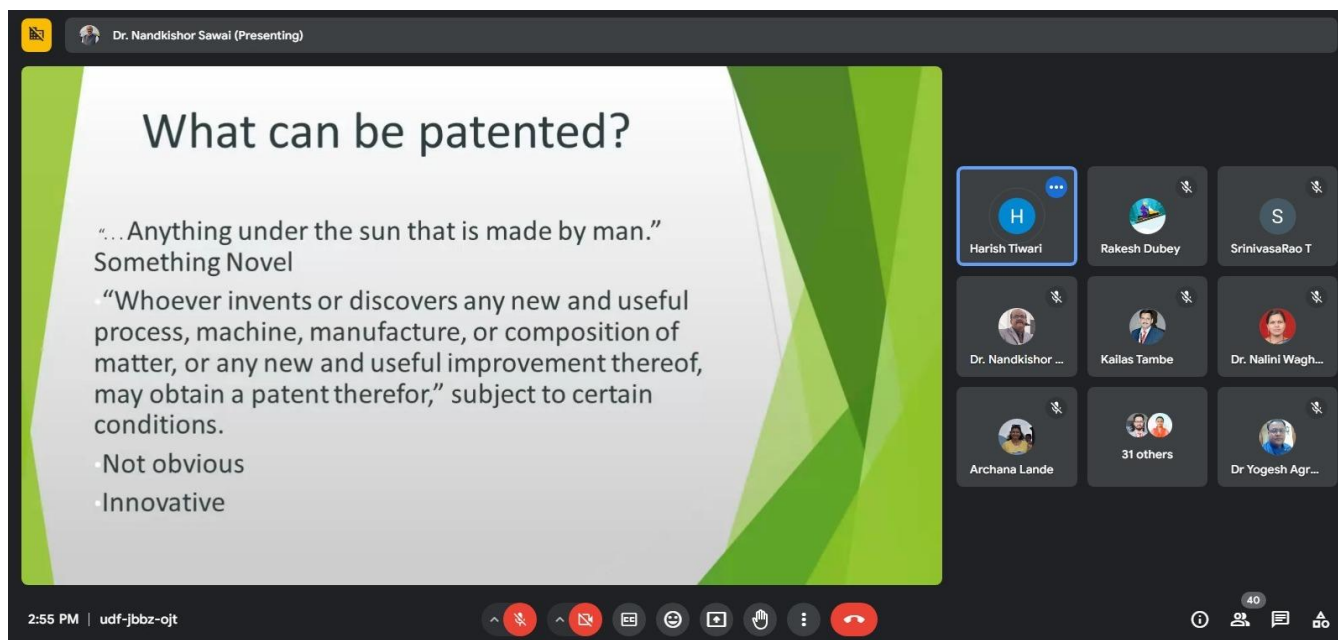 Dr. Nandkishor Sawai (Presenting)
What can be patented?
“...Anything under the sun that is made by man.”
Something Novel
“Whoever invents or discovers any new and useful
process, machine, manufacture, or composition of
matter, or any new and useful improvement thereof,
may obtain a patent therefor,” subject to certain
conditions.
Not obvious
Innovative
H
Harish Tiwari
Rakesh Dubey
S
SrinivasaRao T
Dr. Nandkishor ...
Kailas Tambe
Dr. Nalini Wagh...
Archana Lande
31 others
Dr Yogesh Agr...
2:55 PM | udf-jbbz-ojt
CC
40